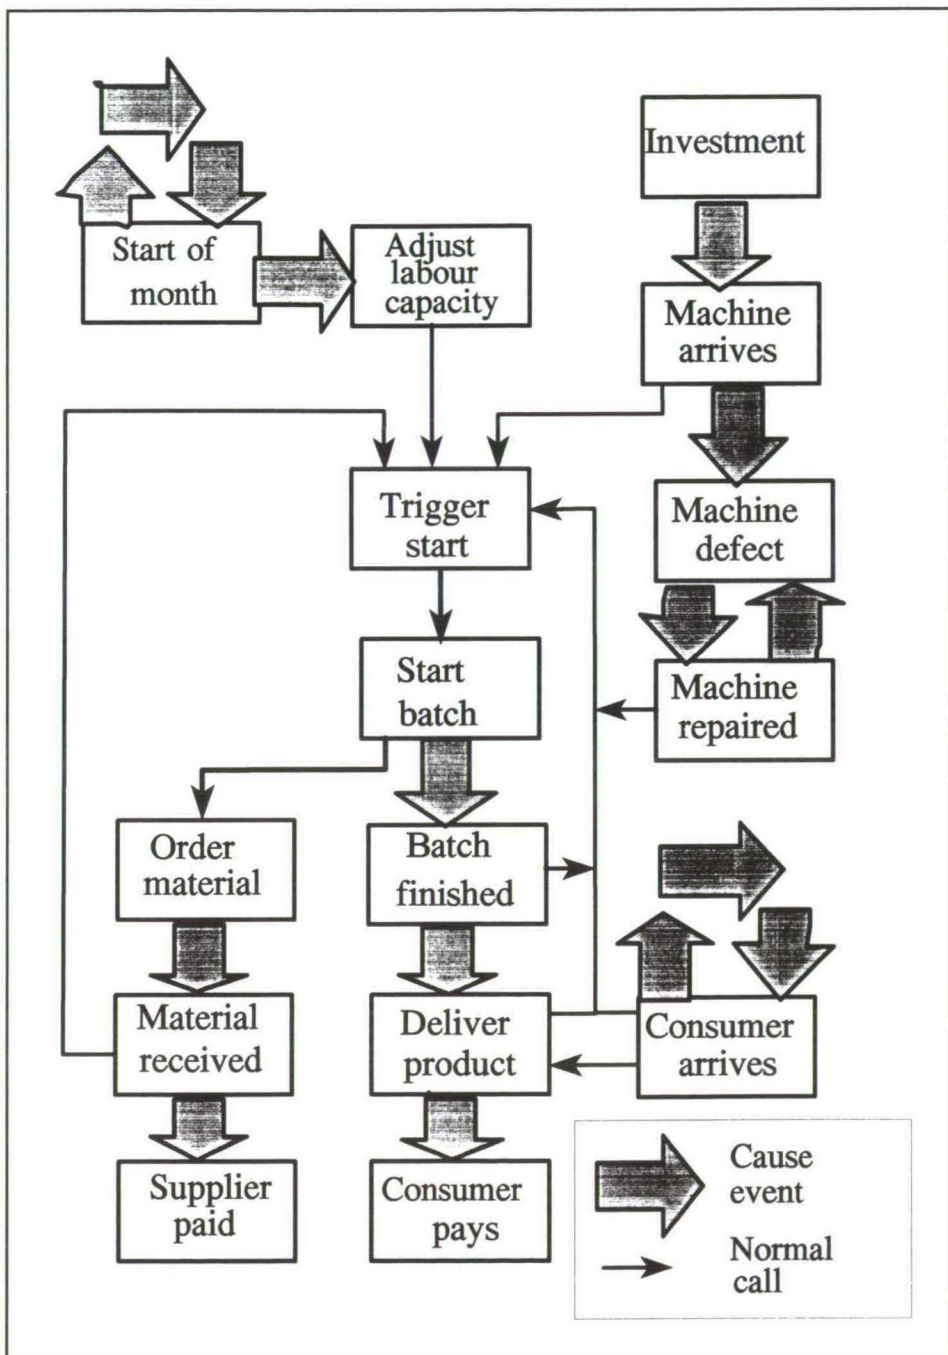 Start of
month
Adjust
labour
capacity
Investment
Machine
arrives
Trigger
start
Machine
defect
Start
batch
Machine
repaired
Order
material
Batch
finished
Material
received
Deliver
product
Consumer
arrives
Supplier
paid
Consumer
pays
Cause
event
Normal
call